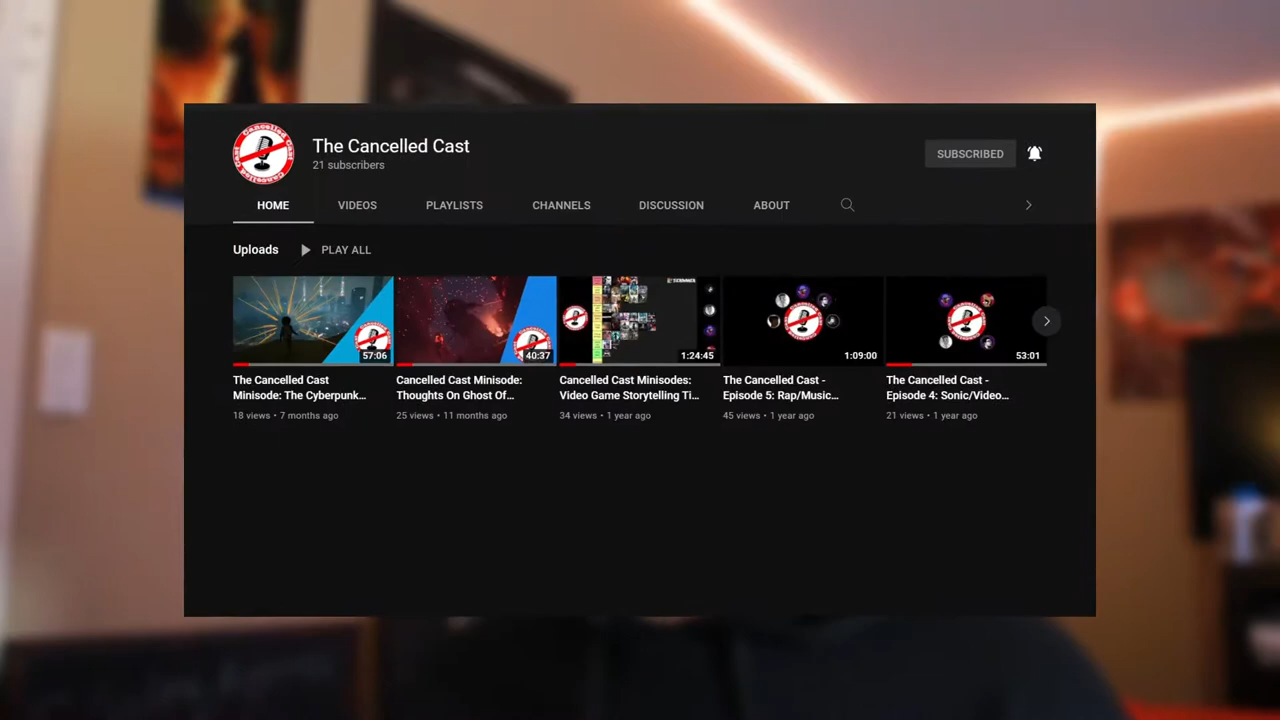 The Cancelled Cast
21 subscribers
SUBSCRIBED
HOME
VIDEOS
PLAYLISTS
CHANNELS
DISCUSSION
ABOUT
Uploads
PLAY ALL
Cancelled Cast
57:06
40:37
1:24:45
1:09:00
53:01
The Cancelled Cast
Minisode: The Cyberpunk...
18 views • 7 months ago
Cancelled Cast Minisode:
Thoughts On Ghost Of...
25 views • 11 months ago
Cancelled Cast Minisodes:
Video Game Storytelling Ti...
34 views • 1 year ago
The Cancelled Cast -
Episode 5: Rap/Music...
45 views • 1 year ago
The Cancelled Cast -
Episode 4: Sonic/Video...
21 views • 1 year ago